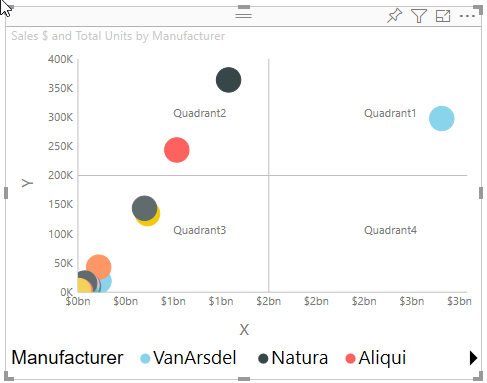 Sales $ and Total Units by Manufacturer
400K
350K
300K
250K
200K
150K
100K
50K
0K
Y
Quadrant2
Quadrant1
Quadrant3
Quadrant4
$0bn $0bn $1bn $1bn $2bn $2bn $2bn $3bn $3bn
X
Manufacturer VanArsdel Natura Aliqui